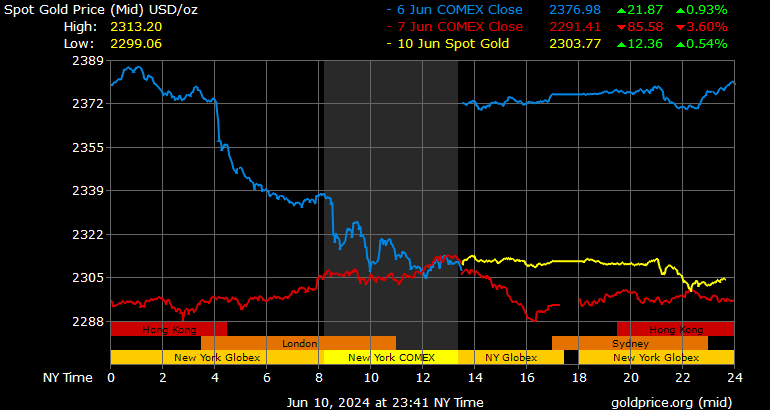 Spot Gold Price (Mid) USD/oz - 6 Jun COMEX Close 2376.98 ▲21.87 ▲0.93%
High: 2313.20 - 7 Jun COMEX Close 2291.41 ▼85.58 ▼3.60%
Low: 2299.06 - 10 Jun Spot Gold 2303.77 ▲12.36 ▲0.54%
2389
2372
2355
2339
2322
2305
2288
Hong Kong Hong Kong
London Sydney
New York Globex New York COMEX NY Globex New York Globex
NY Time 0 2 4 6 8 10 12 14 16 18 20 22 24
Jun 10, 2024 at 23:41 NY Time goldprice.org (mid)